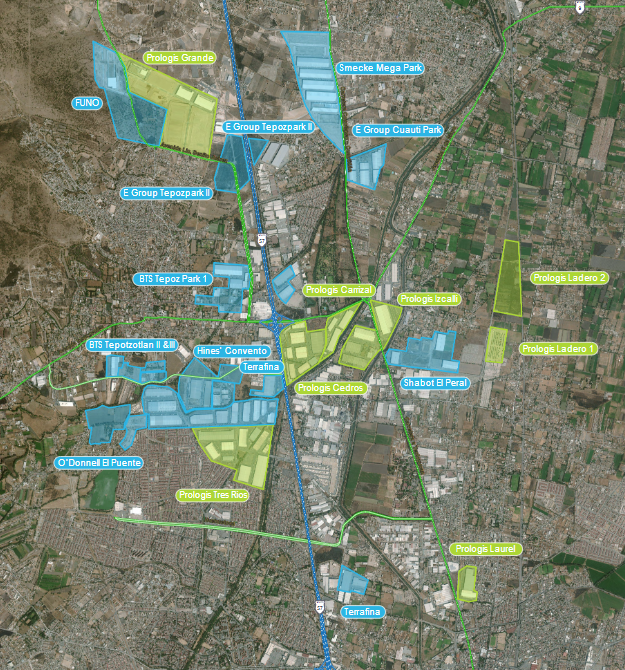 Prologis Grande
Smecke Mega Park
FUNO
E Group Tepozpark II
E Group Cuauti Park
E Group Tepozpark II
57
BTS Tepoz Park 1
Prologis Ladero 2
Prologis Carrizal
Prologis Izcalli
BTS Tepotzotlan II &III
Hines' Convento
Prologis Ladero 1
Terrafina
Shabot El Peral
Prologis Cedros
O'Donnell El Puente
Prologis Tres Rios
Prologis Laurel
57
Terrafina